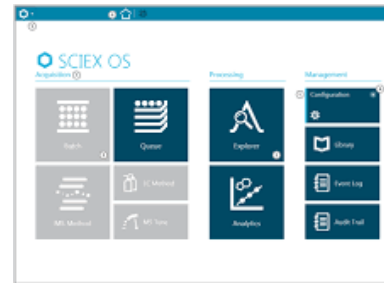 SCIEX OS
Acquisition
Processing
Management
Batch
Queue
Explorer
Configuration
Library
MS Method
LC Method
MS Tune
Analytics
Event Log
Audit Trail